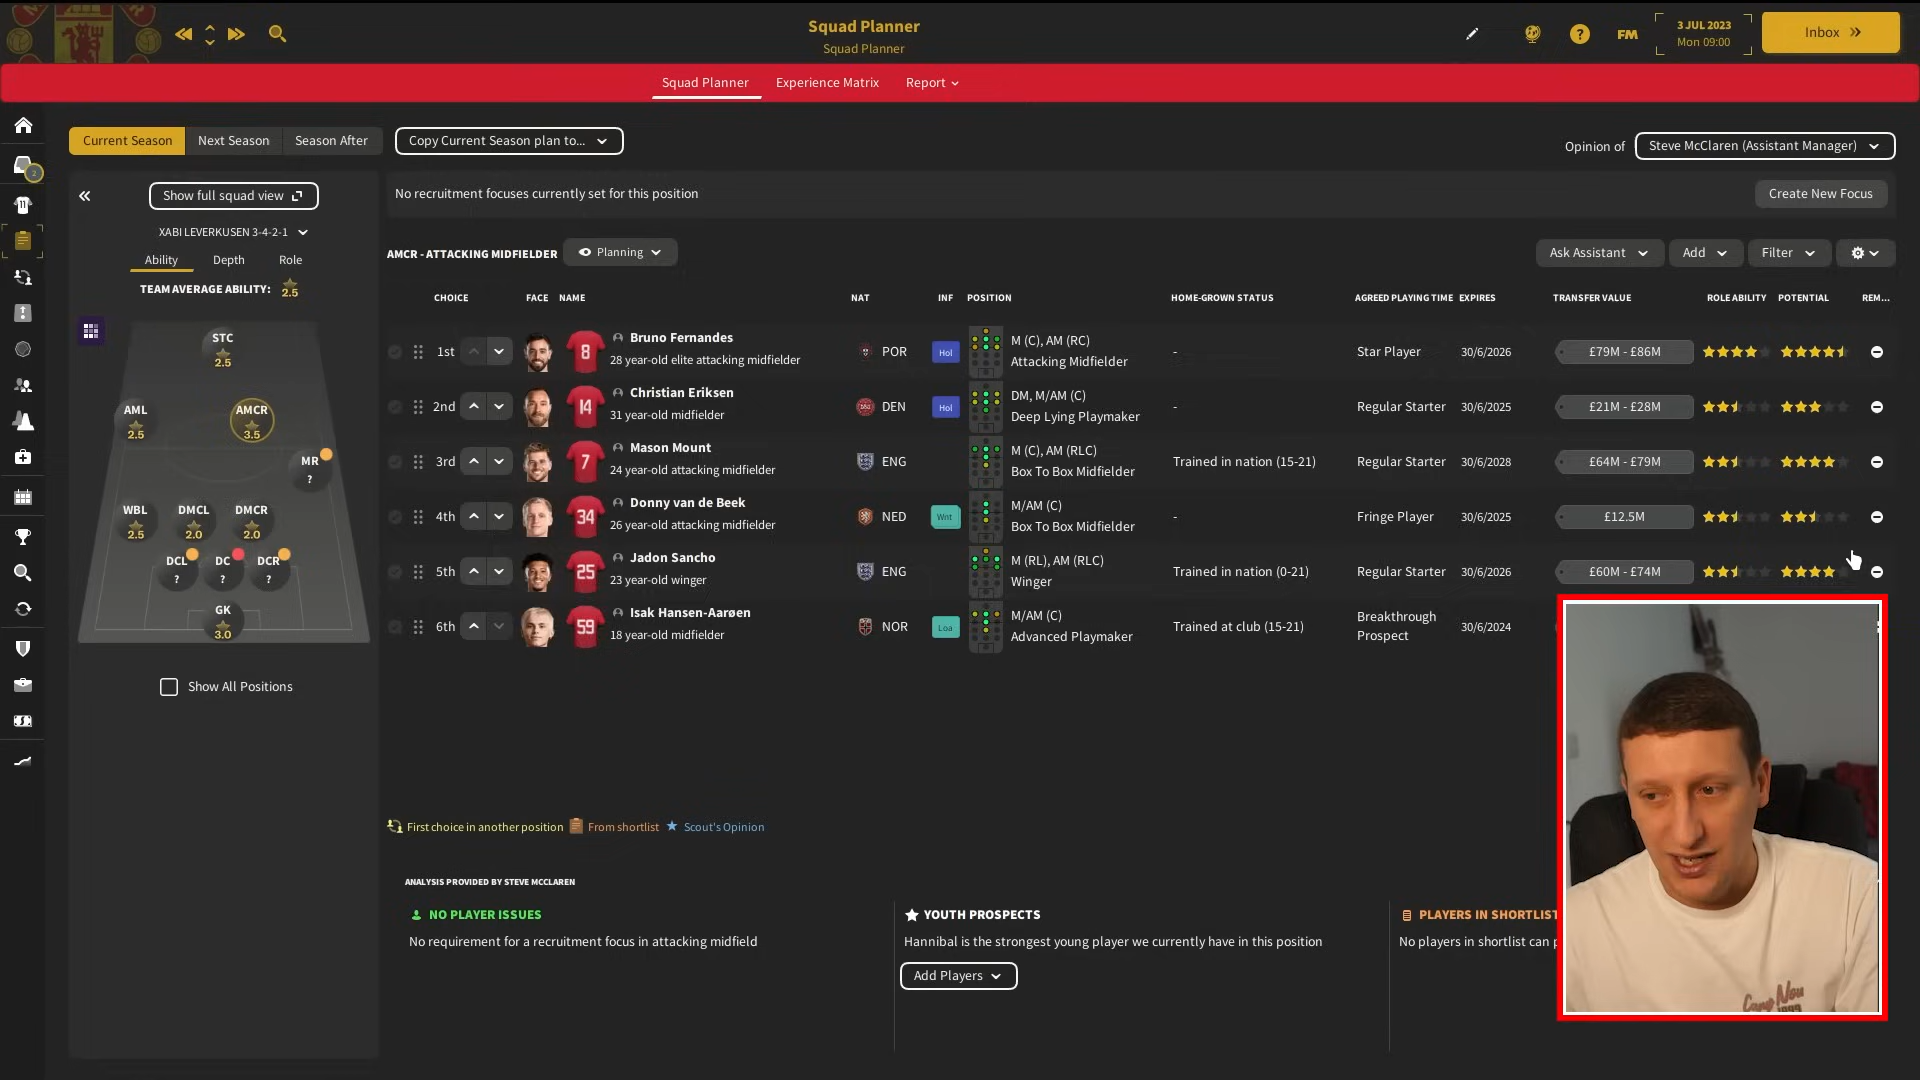 Squad Planner
Squad Planner
? FM 3 JUL 2023
Mon 09:00
Inbox
Squad Planner Experience Matrix Report
Current Season Next Season Season After Copy Current Season plan to... Opinion of Steve McClaren (Assistant Manager)
2
Show full squad view
XABI LEVERKUSEN 3-4-2-1
Ability Depth Role
TEAM AVERAGE ABILITY: 2.5
STC
2.5
AML
2.5
AMCR
3.5
MR
?
WBL
2.5
DMCL
2.0
DMCR
2.0
DCL
?
DC
?
DCR
?
GK
3.0
Show All Positions
No recruitment focuses currently set for this position Create New Focus
AMCR - ATTACKING MIDFIELDER Planning Ask Assistant Add Filter
CHOICE FACE NAME NAT INF POSITION HOME-GROWN STATUS AGREED PLAYING TIME EXPIRES TRANSFER VALUE ROLE ABILITY POTENTIAL REM...
1st 8 Bruno Fernandes POR Hol M (C), AM (RC) - Star Player 30/6/2026 £79M - £86M
28 year-old elite attacking midfielder Attacking Midfielder
2nd 14 Christian Eriksen DEN Hol DM, M/AM (C) - Regular Starter 30/6/2025 £21M - £28M
31 year-old midfielder Deep Lying Playmaker
3rd 7 Mason Mount ENG M (C), AM (RLC) Trained in nation (15-21) Regular Starter 30/6/2028 £64M - £79M
24 year-old attacking midfielder Box To Box Midfielder
4th 34 Donny van de Beek NED Wnt M/AM (C) - Fringe Player 30/6/2025 £12.5M
26 year-old attacking midfielder Box To Box Midfielder
5th 25 Jadon Sancho ENG M (RL), AM (RLC) Trained in nation (0-21) Regular Starter 30/6/2026 £60M - £74M
23 year-old winger Winger
6th 59 Isak Hansen-Aarøen NOR Loa M/AM (C) Trained at club (15-21) Breakthrough Prospect 30/6/2024
18 year-old midfielder Advanced Playmaker
First choice in another position From shortlist Scout's Opinion
ANALYSIS PROVIDED BY STEVE MCCLAREN
NO PLAYER ISSUES
No requirement for a recruitment focus in attacking midfield
YOUTH PROSPECTS
Hannibal is the strongest young player we currently have in this position
Add Players
PLAYERS IN SHORTLIST
No players in shortlist can
Camp Nou
1899